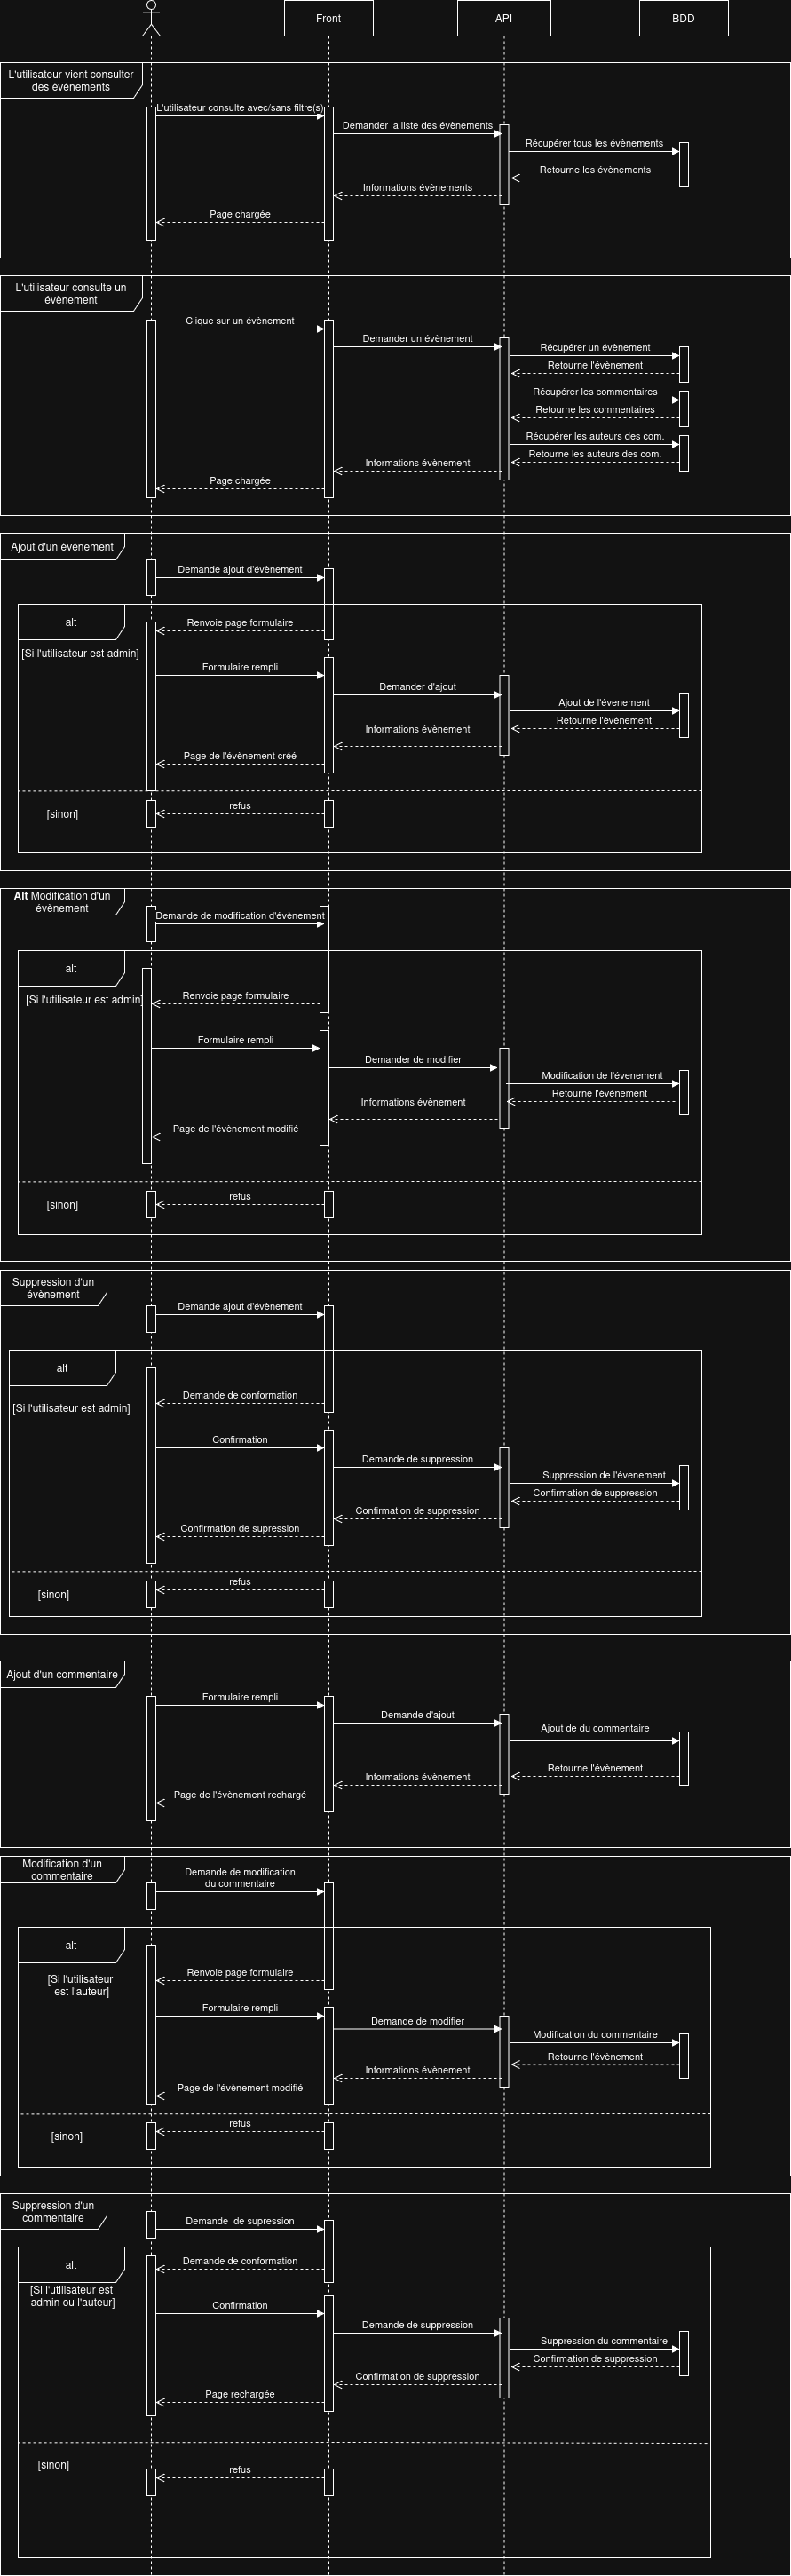 Front
API
BDD
L'utilisateur vient consulter
des évènements
L'utilisateur consulte avec/sans filtre(s)
Demander la liste des évènements
Récupérer tous les évènements
Retourne les évènements
Informations évènements
Page chargée
L'utilisateur consulte un
évènement
Clique sur un évènement
Demander un évènement
Récupérer un évènement
Retourne l'évènement
Récupérer les commentaires
Retourne les commentaires
Récupérer les auteurs des com.
Retourne les auteurs des com.
Informations évènement
Page chargée
Ajout d'un évènement
Demande ajout d'évènement
alt
Renvoie page formulaire
[Si l'utilisateur est admin]
Formulaire rempli
Demander d'ajout
Ajout de l'évenement
Retourne l'évènement
Informations évènement
Page de l'évènement créé
[sinon]
refus
Alt Modification d'un
évènement
Demande de modification d'évènement
alt
[Si l'utilisateur est admin]
Renvoie page formulaire
Formulaire rempli
Demander de modifier
Modification de l'évenement
Retourne l'évènement
Informations évènement
Page de l'évènement modifié
[sinon]
refus
Suppression d'un
évènement
Demande ajout d'évènement
alt
Demande de conformation
[Si l'utilisateur est admin]
Confirmation
Demande de suppression
Suppression de l'évenement
Confirmation de suppression
Confirmation de suppression
Confirmation de supression
[sinon]
refus
Ajout d'un commentaire
Formulaire rempli
Demande d'ajout
Ajout de du commentaire
Retourne l'évènement
Informations évènement
Page de l'évènement rechargé
Modification d'un
commentaire
Demande de modification
du commentaire
alt
Renvoie page formulaire
[Si l'utilisateur
est l'auteur]
Formulaire rempli
Demande de modifier
Modification du commentaire
Retourne l'évènement
Informations évènement
Page de l'évènement modifié
[sinon]
refus
Suppression d'un
commentaire
Demande  de supression
alt
Demande de conformation
[Si l'utilisateur est
admin ou l'auteur]
Confirmation
Demande de suppression
Suppression du commentaire
Confirmation de suppression
Confirmation de suppression
Page rechargée
[sinon]
refus